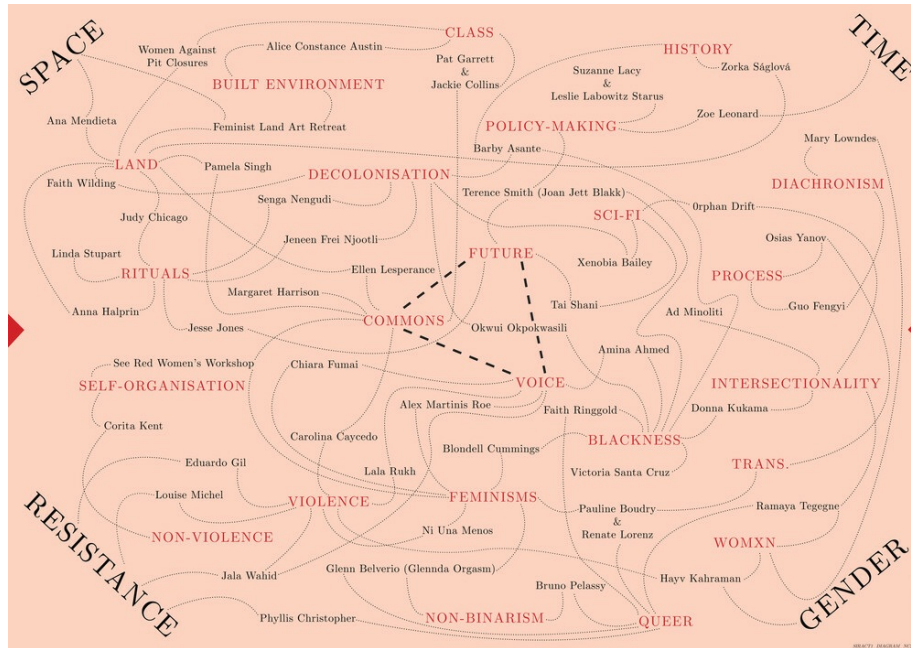 SPACE
TIME
CLASS
Women Against
Pit Closures
Alice Constance Austin
HISTORY
Pat Garrett
&
Jackie Collins
Zorka Ságlová
Suzanne Lacy
&
Leslie Labowitz Starus
BUILT ENVIRONMENT
Zoe Leonard
Ana Mendieta
Feminist Land Art Retreat
POLICY-MAKING
Mary Lowndes
Barby Asante
LAND
Pamela Singh
DECOLONISATION
Faith Wilding
DIACHRONISM
Terence Smith (Joan Jett Blakk)
Senga Nengudi
0rphan Drift
Judy Chicago
SCI-FI
Jeneen Frei Njootli
Osias Yanov
Linda Stupart
FUTURE
Xenobia Bailey
RITUALS
Ellen Lesperance
PROCESS
Margaret Harrison
Tai Shani
Guo Fengyi
Anna Halprin
Ad Minoliti
COMMONS
Jesse Jones
Okwui Okpokwasili
Amina Ahmed
See Red Women's Workshop
Chiara Fumai
SELF-ORGANISATION
VOICE
INTERSECTIONALITY
Alex Martinis Roe
Faith Ringgold
Donna Kukama
Corita Kent
Carolina Caycedo
BLACKNESS
Blondell Cummings
Eduardo Gil
Lala Rukh
Victoria Santa Cruz
TRANS.
Louise Michel
VIOLENCE
FEMINISMS
Pauline Boudry
&
Renate Lorenz
Ramaya Tegegne
RESISTANCE
Ni Una Menos
NON-VIOLENCE
WOMXN
Jala Wahid
Glenn Belverio (Glennda Orgasm)
Hayv Kahraman
Bruno Pelassy
GENDER
Phyllis Christopher
NON-BINARISM
QUEER